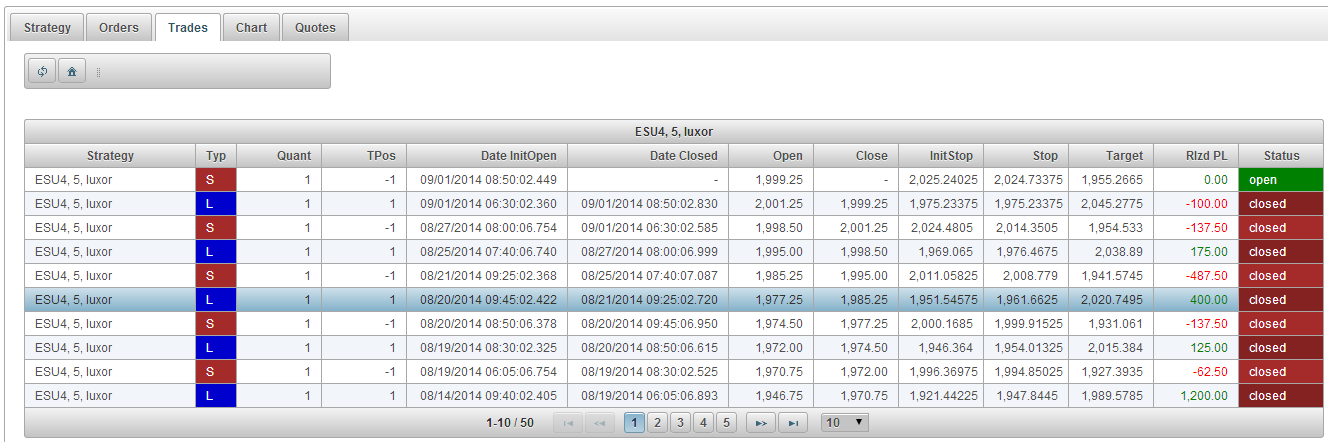 Strategy Orders Trades Chart Quotes
ESU4, 5, luxor
Strategy Typ Quant TPos Date InitOpen Date Closed Open Close InitStop Stop Target Rlzd PL Status
ESU4, 5, luxor S 1 -1 09/01/2014 08:50:02.449 - 1,999.25 - 2,025.24025 2,024.73375 1,955.2665 0.00 open
ESU4, 5, luxor L 1 1 09/01/2014 06:30:02.360 09/01/2014 08:50:02.830 2,001.25 1,999.25 1,975.23375 1,975.23375 2,045.2775 -100.00 closed
ESU4, 5, luxor S 1 -1 08/27/2014 08:00:06.754 09/01/2014 06:30:02.585 1,998.50 2,001.25 2,024.4805 2,014.3505 1,954.533 -137.50 closed
ESU4, 5, luxor L 1 1 08/25/2014 07:40:06.740 08/27/2014 08:00:06.999 1,995.00 1,998.50 1,969.065 1,976.4675 2,038.89 175.00 closed
ESU4, 5, luxor S 1 -1 08/21/2014 09:25:02.368 08/25/2014 07:40:07.087 1,985.25 1,995.00 2,011.05825 2,008.779 1,941.5745 -487.50 closed
ESU4, 5, luxor L 1 1 08/20/2014 09:45:02.422 08/21/2014 09:25:02.720 1,977.25 1,985.25 1,951.54575 1,961.6625 2,020.7495 400.00 closed
ESU4, 5, luxor S 1 -1 08/20/2014 08:50:06.378 08/20/2014 09:45:06.950 1,974.50 1,977.25 2,000.1685 1,999.91525 1,931.061 -137.50 closed
ESU4, 5, luxor L 1 1 08/19/2014 08:30:02.325 08/20/2014 08:50:06.615 1,972.00 1,974.50 1,946.364 1,954.01325 2,015.384 125.00 closed
ESU4, 5, luxor S 1 -1 08/19/2014 06:05:06.754 08/19/2014 08:30:02.525 1,970.75 1,972.00 1,996.36975 1,994.85025 1,927.3935 -62.50 closed
ESU4, 5, luxor L 1 1 08/14/2014 09:40:02.405 08/19/2014 06:05:06.893 1,946.75 1,970.75 1,921.44225 1,947.8445 1,989.5785 1,200.00 closed
1-10 / 50 1 2 3 4 5 10